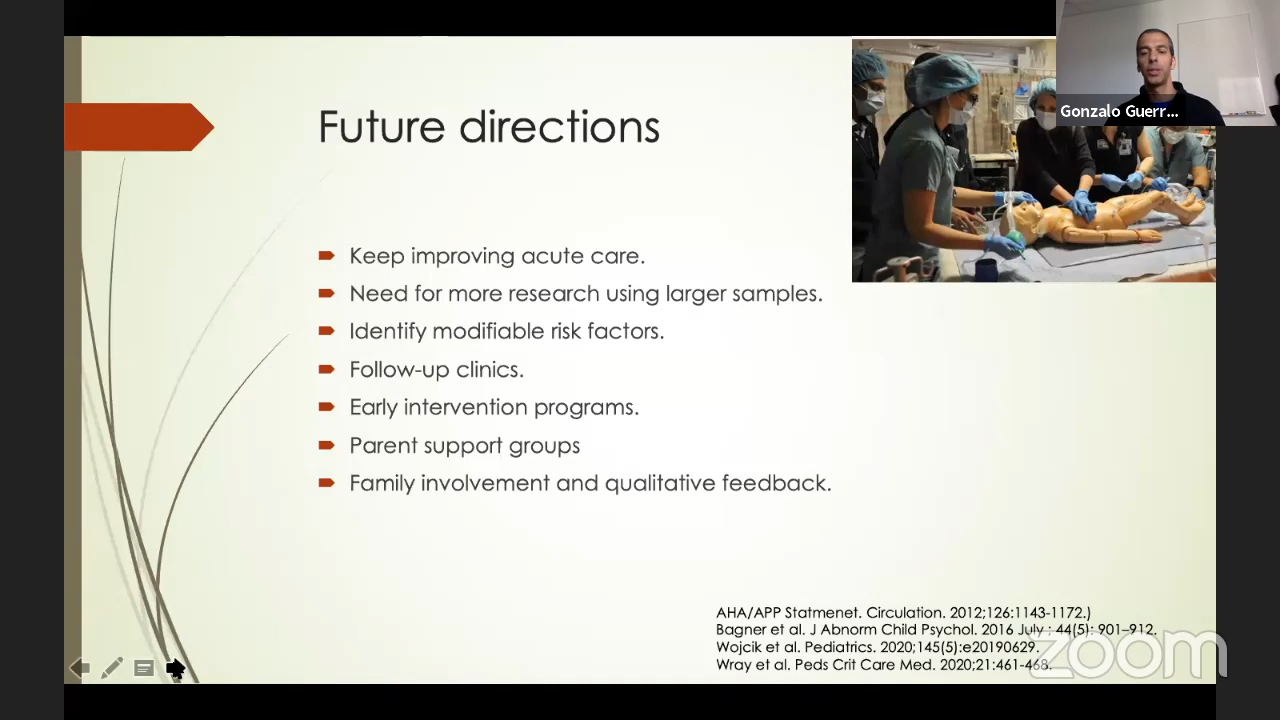 Future directions
Gonzalo Guerr...
Keep improving acute care.
Need for more research using larger samples.
Identify modifiable risk factors.
Follow-up clinics.
Early intervention programs.
Parent support groups
Family involvement and qualitative feedback.
AHA/APP Statmenet. Circulation. 2012;126:1143-1172.)
Bagner et al. J Abnorm Child Psychol. 2016 July ; 44(5): 901–912.
Wojcik et al. Pediatrics. 2020;145(5):e20190629.
Wray et al. Peds Crit Care Med. 2020;21:461-468.
zoom